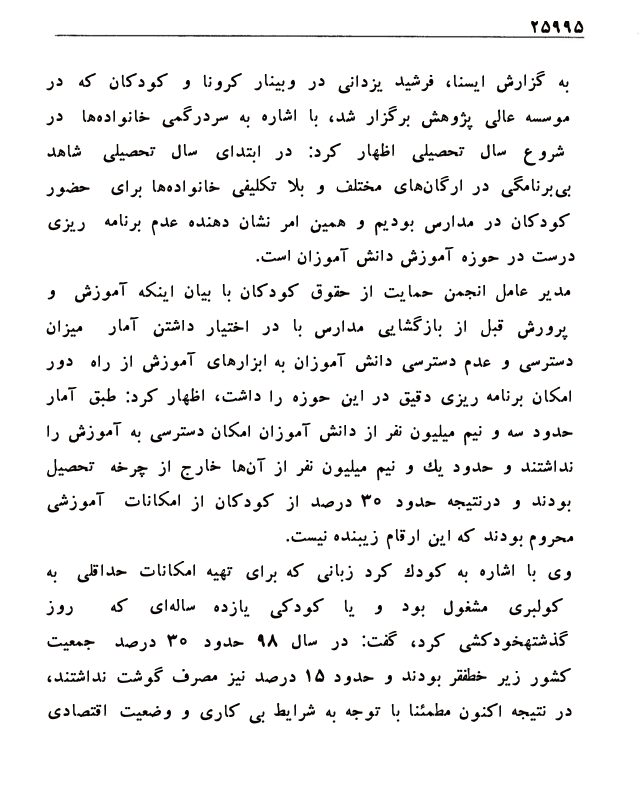 ۲۵۹۹۵
به گزارش ایسنا، فرشید یزدانی در وبینار کرونا و کودکان که در
موسسه عالی پژوهش برگزار شد، با اشاره به سردرگمی خانواده‌ها در
شروع سال تحصیلی اظهار کرد: در ابتدای سال تحصیلی شاهد
بی‌برنامگی در ارگان‌های مختلف و بلا تکلیفی خانواده‌ها برای حضور
کودکان در مدارس بودیم و همین امر نشان دهنده عدم برنامه ریزی
درست در حوزه آموزش دانش آموزان است.
مدیر عامل انجمن حمایت از حقوق کودکان با بیان اینکه آموزش و
پرورش قبل از بازگشایی مدارس با در اختیار داشتن آمار میزان
دسترسی و عدم دسترسی دانش آموزان به ابزارهای آموزش از راه دور
امکان برنامه ریزی دقیق در این حوزه را داشت، اظهار کرد: طبق آمار
حدود سه و نیم میلیون نفر از دانش آموزان امکان دسترسی به آموزش را
نداشتند و حدود یك و نیم میلیون نفر از آن‌ها خارج از چرخه تحصیل
بودند و درنتیجه حدود ۳۰ درصد از کودکان از امکانات آموزشی
محروم بودند که این ارقام زیبنده نیست.
وی با اشاره به کودك کرد زبانی که برای تهیه امکانات حداقلی به
کولبری مشغول بود و یا کودکی یازده ساله‌ای که روز
گذشتهخودکشی کرد، گفت: در سال ۹۸ حدود ۳۰ درصد جمعیت
کشور زیر خطفقر بودند و حدود ۱۵ درصد نیز مصرف گوشت نداشتند،
در نتیجه اکنون مطمئنا با توجه به شرایط بی کاری و وضعیت اقتصادی